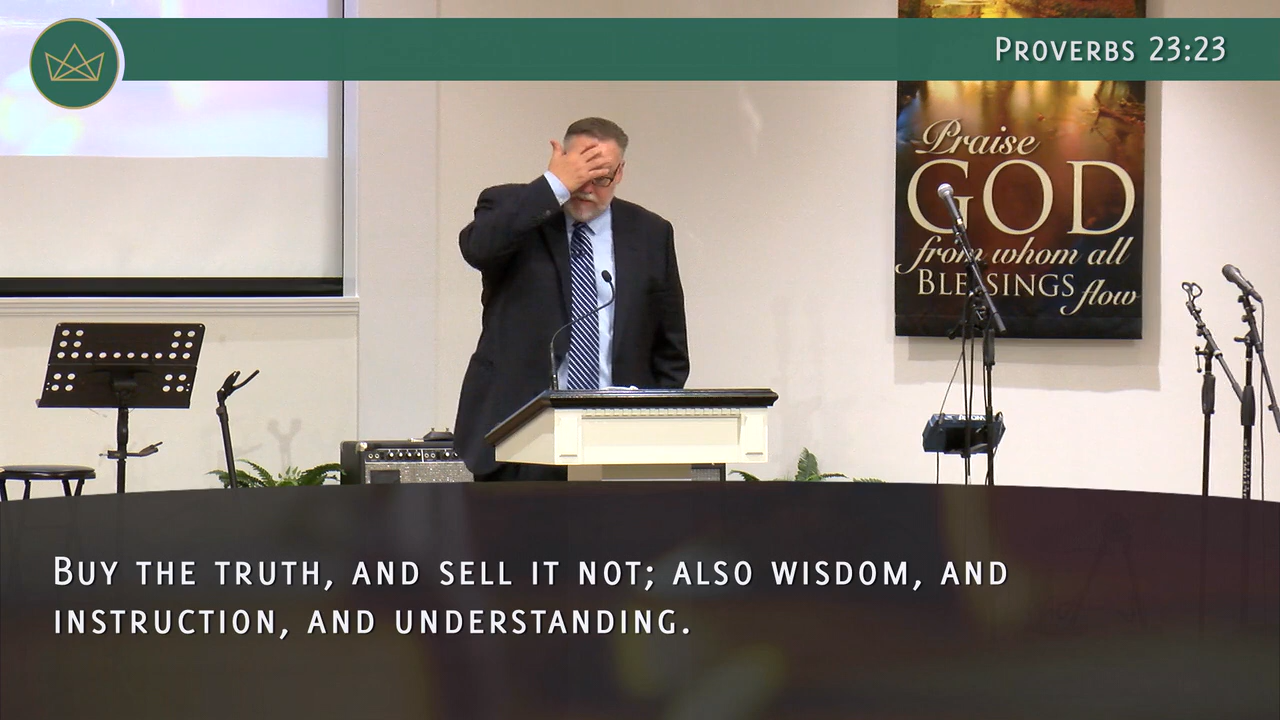 Proverbs 23:23
Praise
GOD
from whom all
BLESSINGS flow
Buy the truth, and sell it not; also wisdom, and
instruction, and understanding.